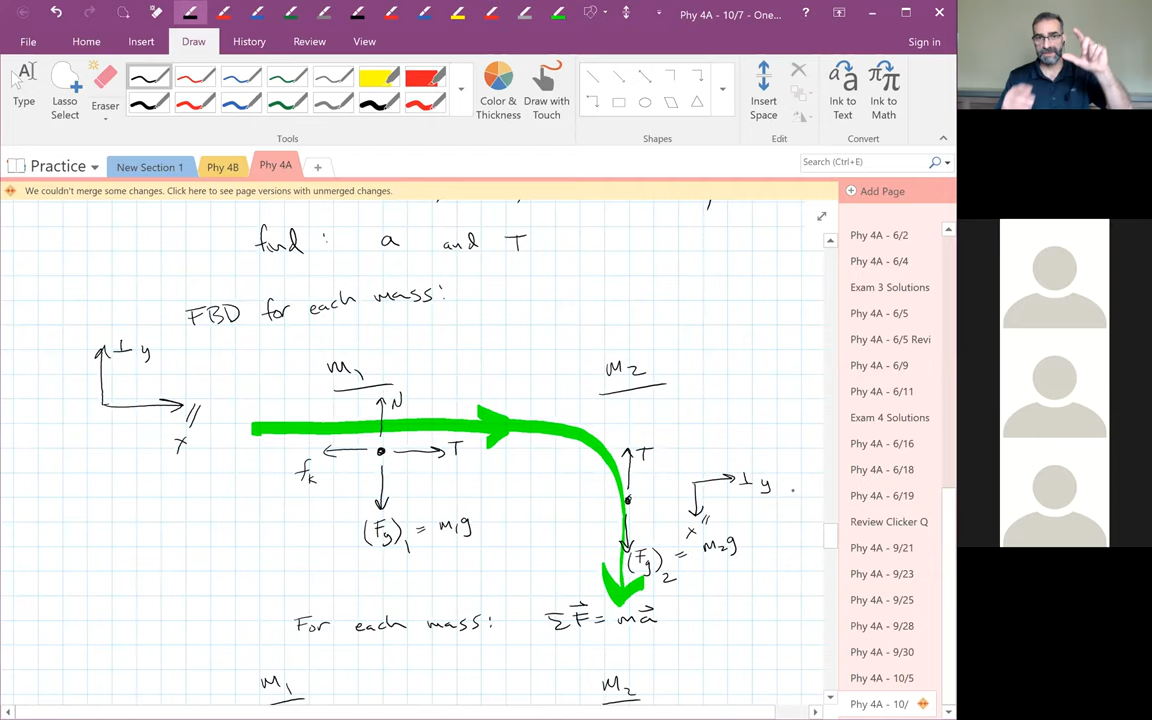 Phy 4A - 10/7 - One...
?
File
Home
Insert
Draw
History
Review
View
Sign in
Type
Lasso
Select
Eraser
Color &
Thickness
Draw with
Touch
Insert
Space
Ink to
Text
Ink to
Math
Tools
Shapes
Edit
Convert
Practice
New Section 1
Phy 4B
Phy 4A
+
Search (Ctrl+E)
We couldn't merge some changes. Click here to see page versions with unmerged changes.
Add Page
Phy 4A - 6/2
Phy 4A - 6/4
Exam 3 Solutions
Phy 4A - 6/5
Phy 4A - 6/5 Revi
Phy 4A - 6/9
Phy 4A - 6/11
Exam 4 Solutions
Phy 4A - 6/16
Phy 4A - 6/18
Phy 4A - 6/19
Review Clicker Q
Phy 4A - 9/21
Phy 4A - 9/23
Phy 4A - 9/25
Phy 4A - 9/28
Phy 4A - 9/30
Phy 4A - 10/5
Phy 4A - 10/
find : a and T
FBD for each mass:
⊥ y
// x
m₁
N
T
fₖ
(Fg)₁ = m₁g
m₂
T
⊥ y
x //
(Fg)₂ = m₂g
For each mass: ΣF⃗ = ma⃗
m₁
m₂